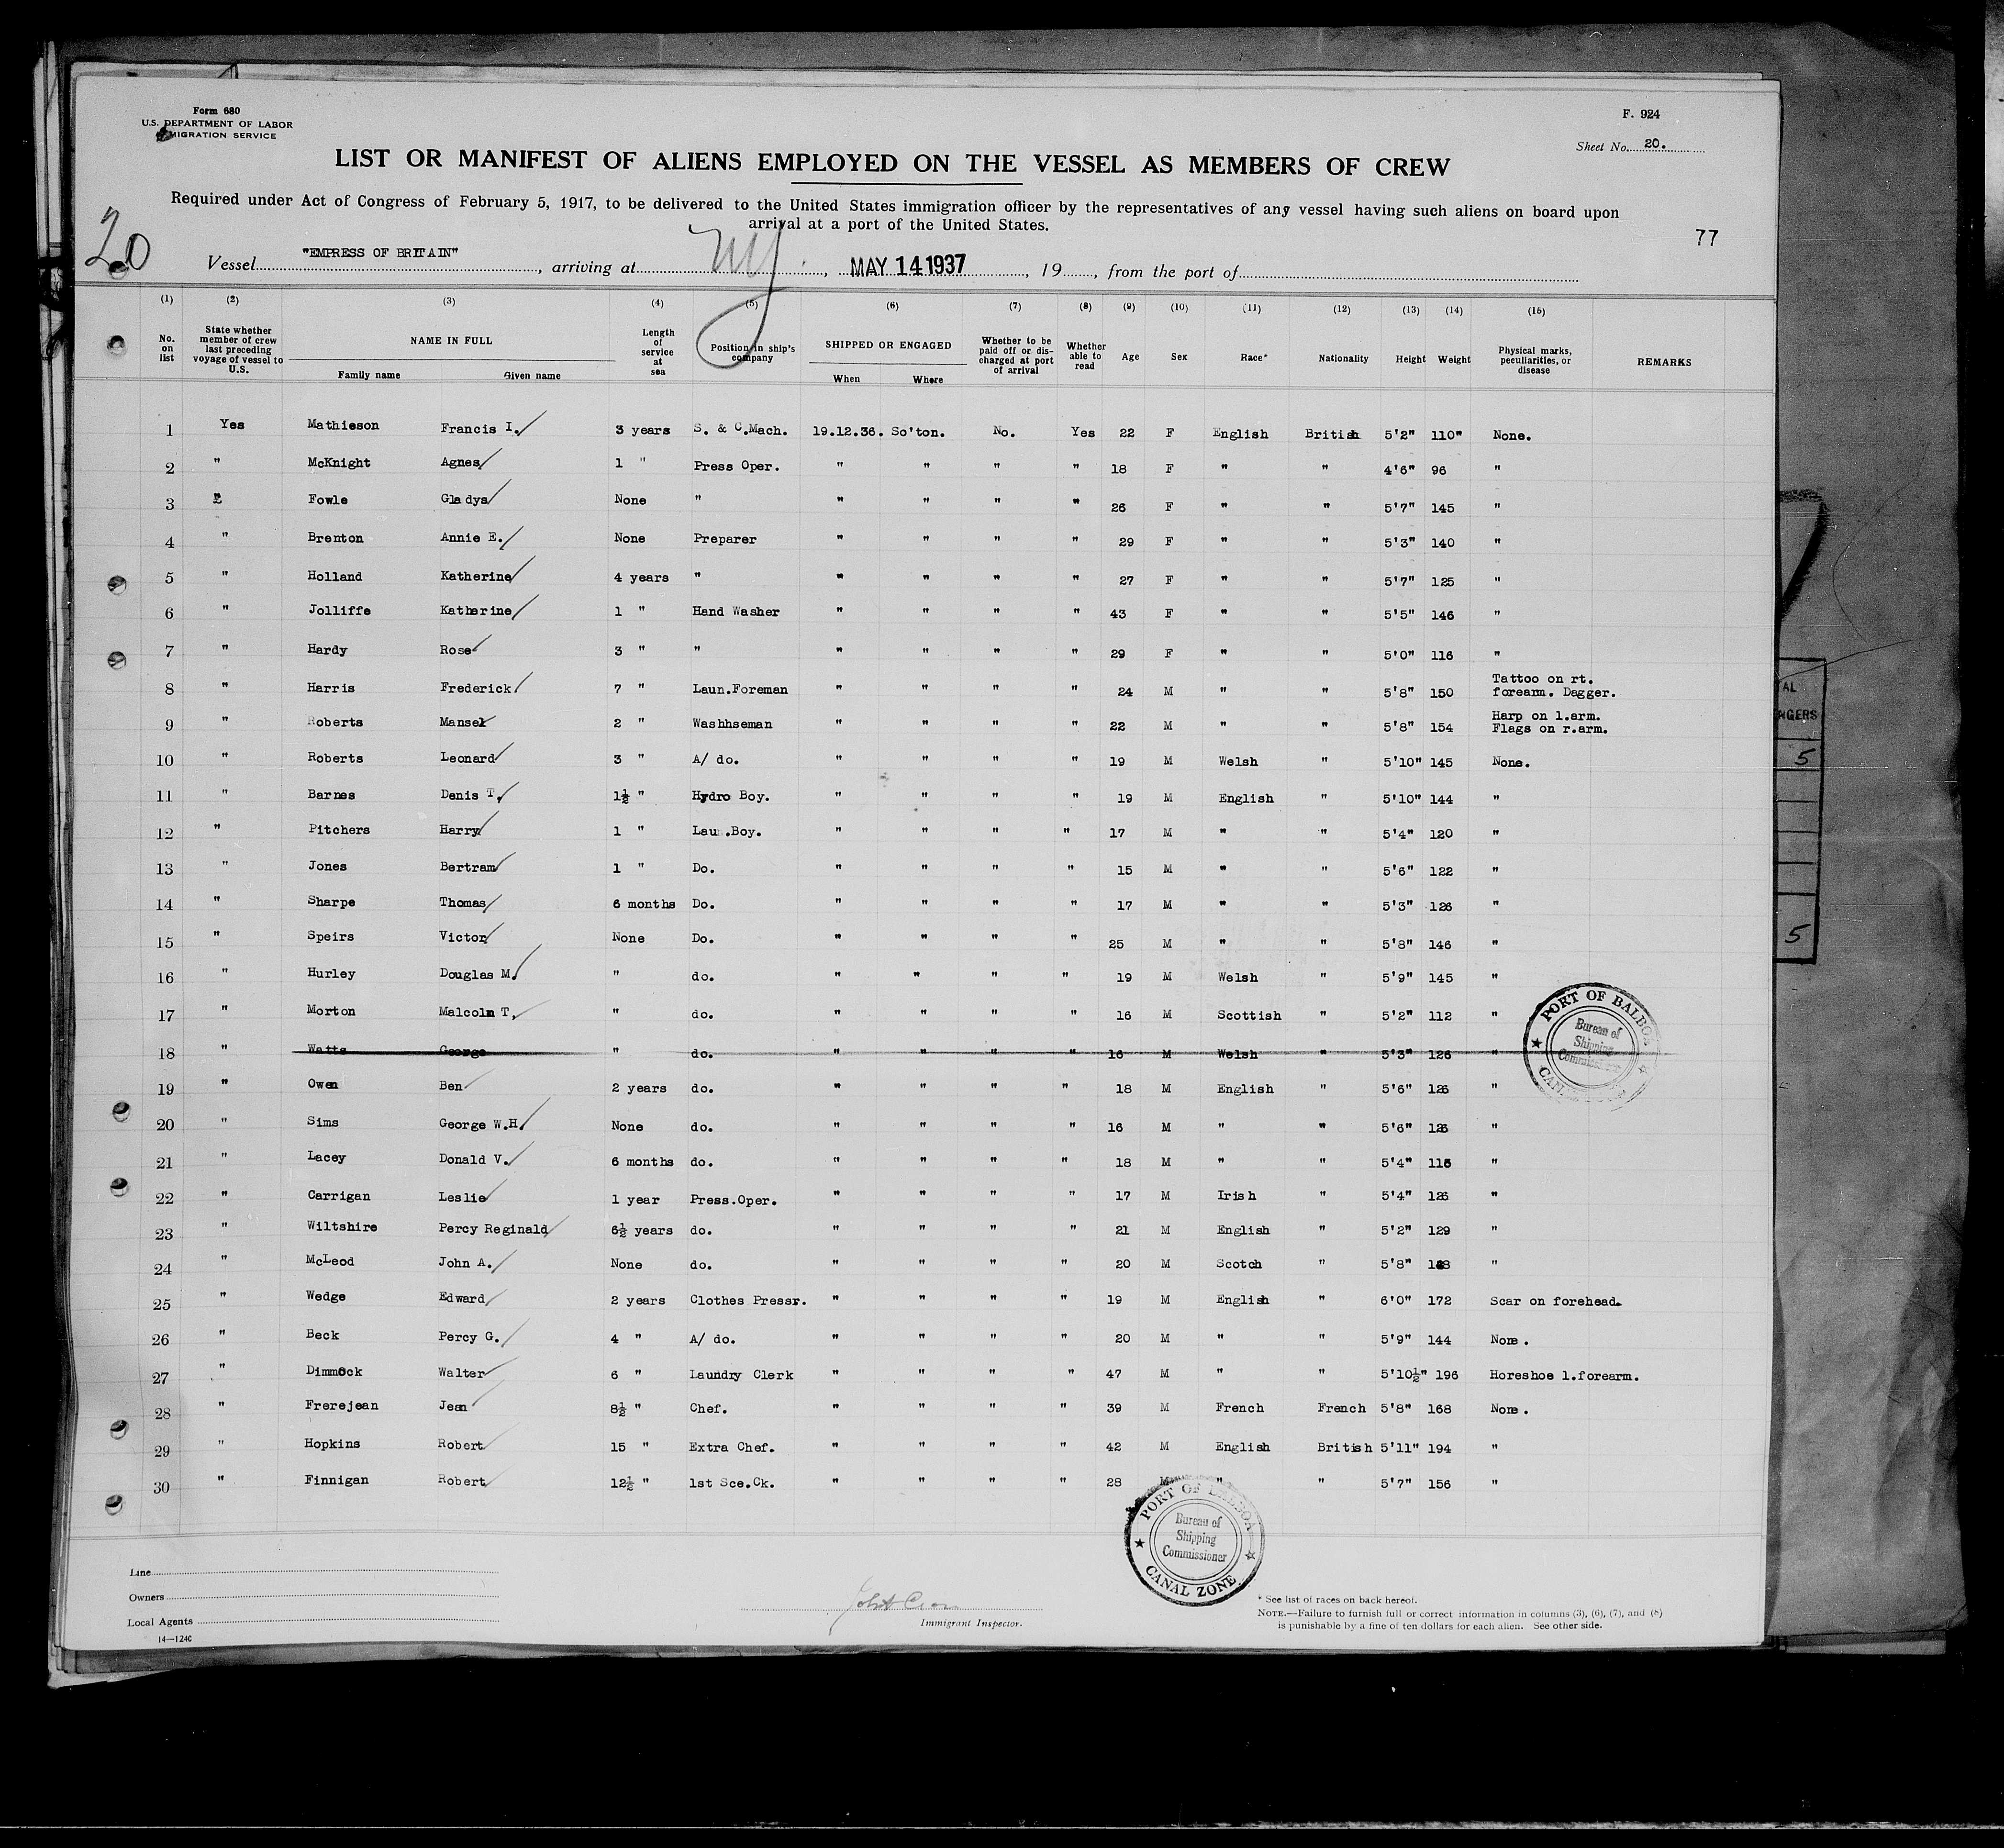 Form 680
U.S. DEPARTMENT OF LABOR
IMMIGRATION SERVICE
F. 924
Sheet No. 20.
LIST OR MANIFEST OF ALIENS EMPLOYED ON THE VESSEL AS MEMBERS OF CREW
Required under Act of Congress of February 5, 1917, to be delivered to the United States immigration officer by the representatives of any vessel having such aliens on board upon
arrival at a port of the United States.
20
77
Vessel "EMPRESS OF BRITAIN", arriving at NY., MAY 14 1937, 19, from the port of
(1) (2) (3) (4) (5) (6) (7) (8) (9) (10) (11) (12) (13) (14) (15)
No. on list State whether member of crew last preceding voyage of vessel to U.S. NAME IN FULL Family name Given name Length of service at sea Position in ship's company SHIPPED OR ENGAGED When Where Whether to be paid off or discharged at port of arrival Whether able to read Age Sex Race* Nationality Height Weight Physical marks, peculiarities, or disease REMARKS
1 Yes Mathieson Francis I. 3 years S. & C.Mach. 19.12.36. So'ton. No. Yes 22 F English British 5'2" 110" None.
2 " McKnight Agnes 1 " Press Oper. " " " " 18 F " " 4'6" 96 "
3 " Fowle Gladys None " " " " " 26 F " " 5'7" 145 "
4 " Brenton Annie E. None Preparer " " " " 29 F " " 5'3" 140 "
5 " Holland Katherine 4 years " " " " " 27 F " " 5'7" 125 "
6 " Jolliffe Katherine 1 " Hand Washer " " " " 43 F " " 5'5" 146 "
7 " Hardy Rose 3 " " " " " " 29 F " " 5'0" 116 "
8 " Harris Frederick 7 " Laun.Foreman " " " " 24 M " " 5'8" 150 Tattoo on rt. forearm. Dagger.
9 " Roberts Mansel 2 " Washhseman " " " " 22 M " " 5'8" 154 Harp on l.arm. Flags on r.arm.
10 " Roberts Leonard 3 " A/ do. " " " " 19 M Welsh " 5'10" 145 None.
11 " Barnes Denis T. 1½ " Hydro Boy. " " " " 19 M English " 5'10" 144 "
12 " Pitchers Harry 1 " Laun.Boy. " " " " 17 M " " 5'4" 120 "
13 " Jones Bertram 1 " Do. " " " " 15 M " " 5'6" 122 "
14 " Sharpe Thomas 6 months Do. " " " " 17 M " " 5'3" 126 "
15 " Speirs Victor None Do. " " " " 25 M " " 5'8" 146 "
16 " Hurley Douglas M. " do. " " " " 19 M Welsh " 5'9" 145 "
17 " Morton Malcolm T. " do. " " " " 16 M Scottish " 5'2" 112 "
18 " Watts George " do. " " " " 16 M Welsh " 5'3" 126 "
19 " Owen Ben 2 years do. " " " " 18 M English " 5'6" 126 "
20 " Sims George W.H. None do. " " " " 16 M " " 5'6" "
21 " Lacey Donald V. 6 months do. " " " " 18 M " " 5'4" "
22 " Carrigan Leslie 1 year Press.Oper. " " " " 17 M Irish " 5'4" "
23 " Wiltshire Percy Reginald 6½ years do. " " " " 21 M English " 5'2" 129 "
24 " McLeod John A. None do. " " " " 20 M Scotch " 5'8" "
25 " Wedge Edward 2 years Clothes Pressr. " " " " 19 M English " 6'0" 172 Scar on forehead.
26 " Beck Percy G. 4 " A/ do. " " " " 20 M " " 5'9" 144 None.
27 " Dimmock Walter 6 " Laundry Clerk " " " " 47 M " " 5'10½" 196 Horeshoe l.forearm.
28 " Frerejean Jean 8½ " Chef. " " " " 39 M French French 5'8" 168 None.
29 " Hopkins Robert 15 " Extra Chef. " " " " 42 M English British 5'11" 194 "
30 " Finnigan Robert 12½ " 1st Sce.Ck. " " " " 28 M " " 5'7" 156 "
PORT OF BALBOA
Bureau of
Shipping
Commissioner
PORT OF BALBOA
Bureau of
Shipping
Commissioner
CANAL ZONE
Line
Owners
Local Agents
14—1240
Immigrant Inspector.
* See list of races on back hereof.
NOTE.—Failure to furnish full or correct information in columns (3), (6), (7), and (8)
is punishable by a fine of ten dollars for each alien. See other side.
5
5